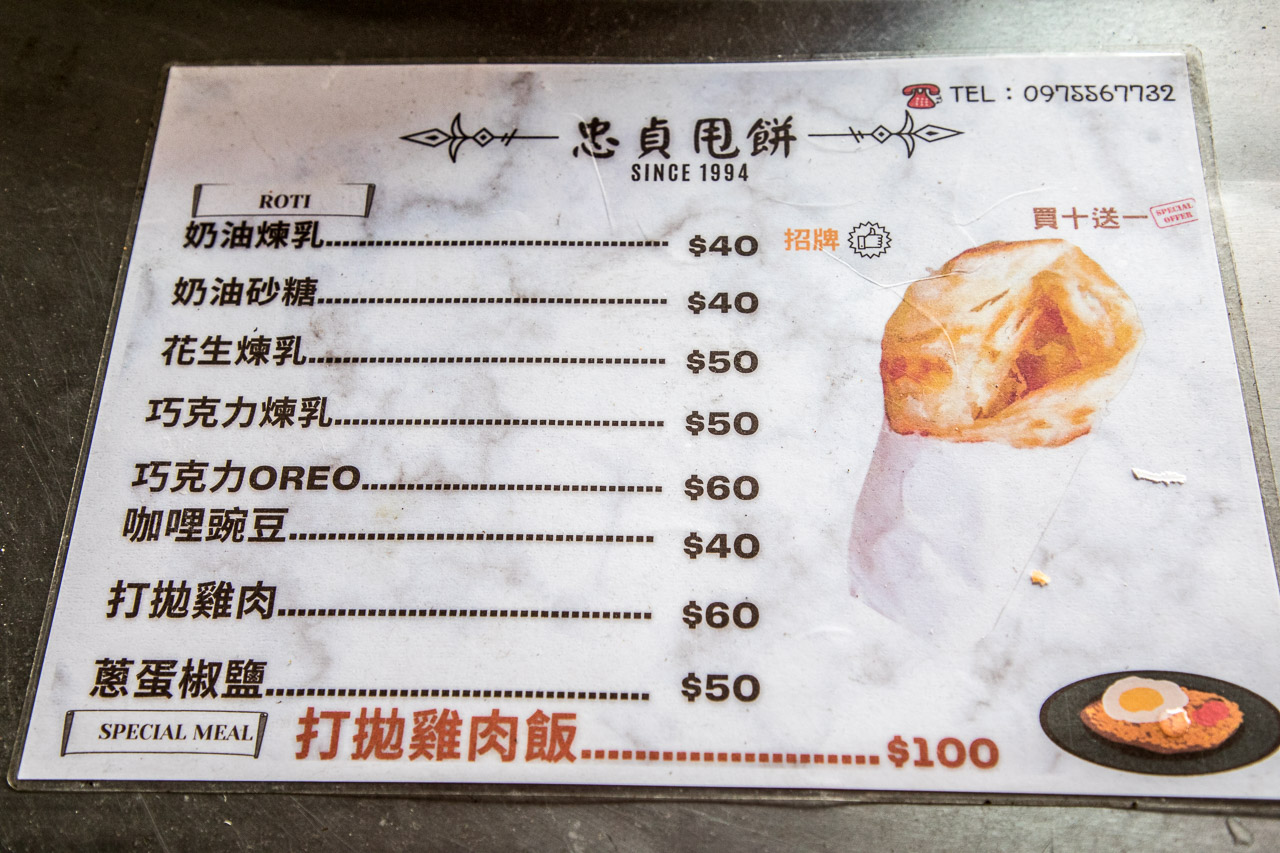 TEL：0975567732
忠貞甩餅
SINCE 1994
ROTI
買十送一 SPECIAL OFFER
奶油煉乳 $40 招牌
奶油砂糖 $40
花生煉乳 $50
巧克力煉乳 $50
巧克力OREO $60
咖哩豌豆 $40
打拋雞肉 $60
蔥蛋椒鹽 $50
SPECIAL MEAL 打拋雞肉飯 $100